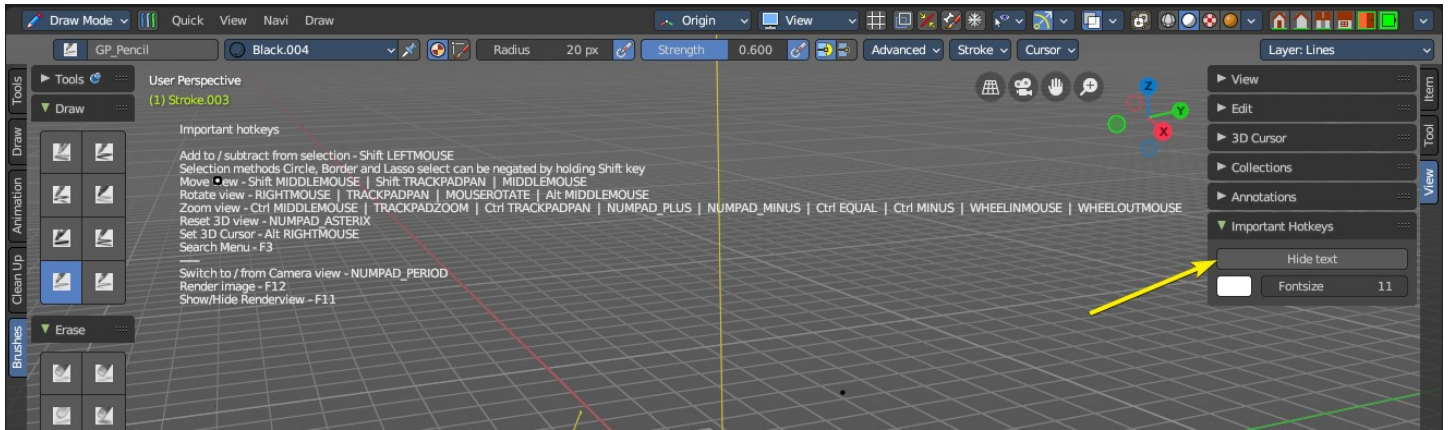 Draw Mode Quick View Navi Draw Origin View
GP_Pencil Black.004 Radius 20 px Strength 0.600 Advanced Stroke Cursor Layer: Lines
Tools
Draw
Animation
Clean Up
Brushes
Tools
Draw
Erase
User Perspective
(1) Stroke.003
Important hotkeys
Add to / subtract from selection - Shift LEFTMOUSE
Selection methods Circle, Border and Lasso select can be negated by holding Shift key
Move ew - Shift MIDDLEMOUSE | Shift TRACKPADPAN | MIDDLEMOUSE
Rotate view - RIGHTMOUSE | TRACKPADPAN | MOUSEROTATE | Alt MIDDLEMOUSE
Zoom view - Ctrl MIDDLEMOUSE | TRACKPADZOOM | Ctrl TRACKPADPAN | NUMPAD_PLUS | NUMPAD_MINUS | Ctrl EQUAL | Ctrl MINUS | WHEELINMOUSE | WHEELOUTMOUSE
Reset 3D view - NUMPAD_ASTERIX
Set 3D Cursor - Alt RIGHTMOUSE
Search Menu - F3
Switch to / from Camera view - NUMPAD_PERIOD
Render image - F12
Show/Hide Renderview - F11
Z
Y
X
View
Edit
3D Cursor
Collections
Annotations
Important Hotkeys
Hide text
Fontsize 11
Item
Tool
View